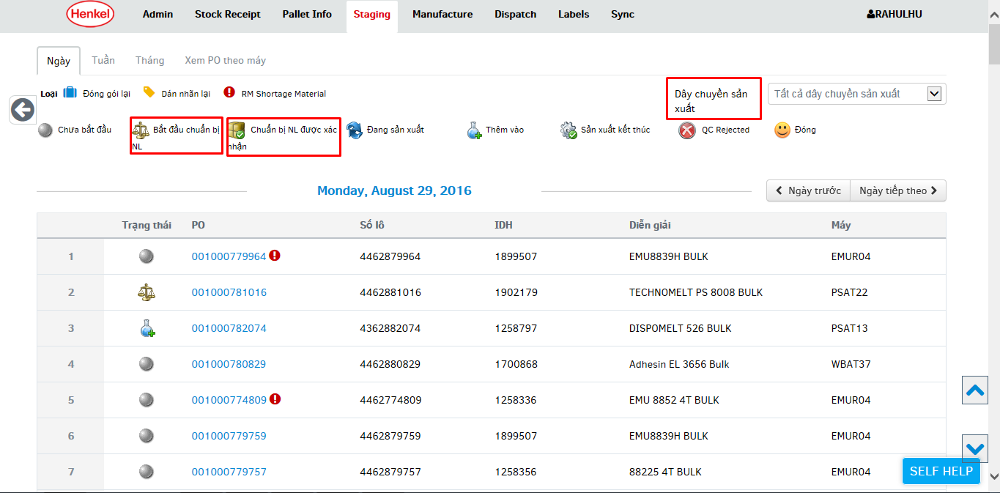 Henkel Admin Stock Receipt Pallet Info Staging Manufacture Dispatch Labels Sync RAHULHU
Ngày Tuần Tháng Xem PO theo máy
Loại Đóng gói lại Dán nhãn lại RM Shortage Material
Dây chuyền sản
xuất
Tất cả dây chuyền sản xuất
Chưa bắt đầu
Bắt đầu chuẩn bị
NL
Chuẩn bị NL được xác
nhận
Đang sản xuất
Thêm vào
Sản xuất kết thúc
QC Rejected
Đóng
Monday, August 29, 2016
Ngày trước Ngày tiếp theo
Trạng thái PO Số lô IDH Diễn giải Máy
1 001000779964 4462879964 1899507 EMU8839H BULK EMUR04
2 001000781016 4462881016 1902179 TECHNOMELT PS 8008 BULK PSAT22
3 001000782074 4362882074 1258797 DISPOMELT 526 BULK PSAT13
4 001000780829 4462880829 1700868 Adhesin EL 3656 Bulk WBAT37
5 001000774809 4462774809 1258336 EMU 8852 4T BULK EMUR04
6 001000779759 4462879759 1899507 EMU8839H BULK EMUR04
7 001000779757 4462879757 1258356 88225 4T BULK EMUR04
SELF HELP